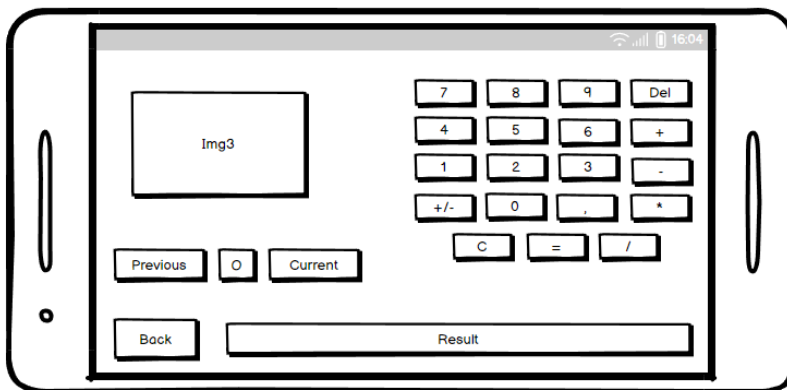 16:04
Img3
7 8 9 Del
4 5 6 +
1 2 3 -
+/- 0 , *
C = /
Previous O Current
Back Result